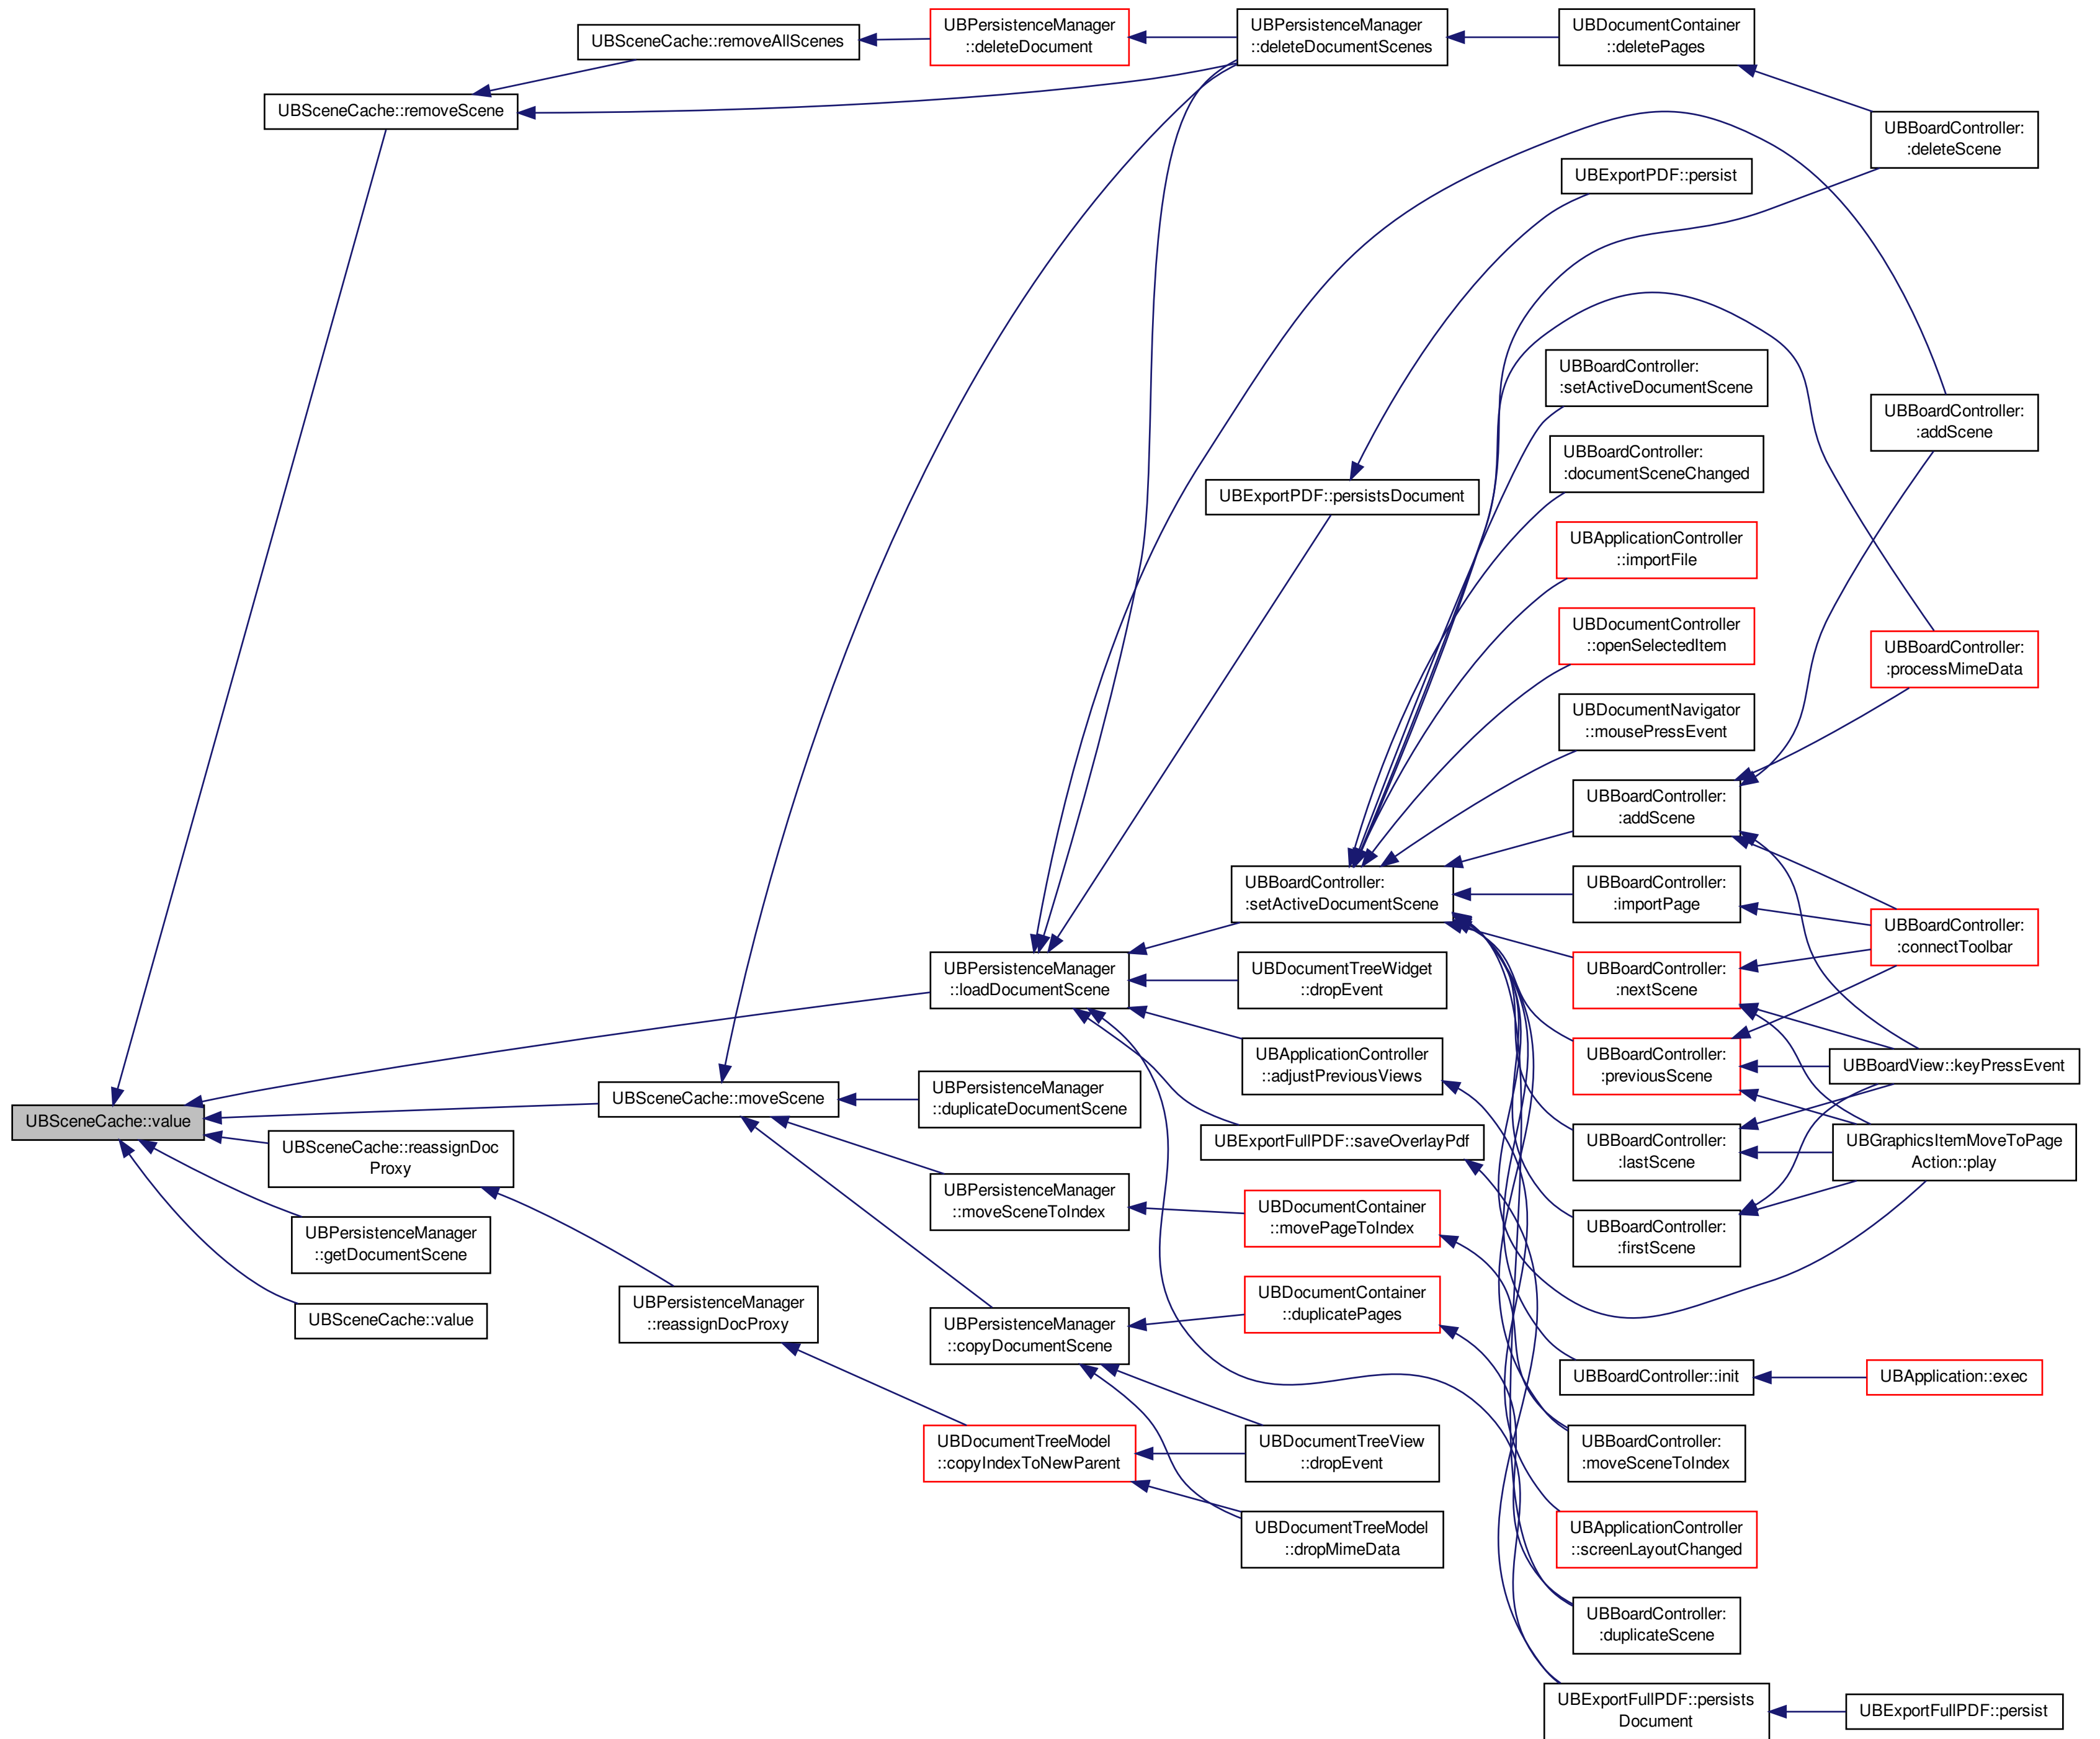 UBSceneCache::value
UBSceneCache::removeScene
UBSceneCache::reassignDoc
Proxy
UBPersistenceManager
::getDocumentScene
UBSceneCache::value
UBSceneCache::removeAllScenes
UBSceneCache::moveScene
UBPersistenceManager
::reassignDocProxy
UBPersistenceManager
::deleteDocument
UBPersistenceManager
::loadDocumentScene
UBPersistenceManager
::duplicateDocumentScene
UBPersistenceManager
::moveSceneToIndex
UBPersistenceManager
::copyDocumentScene
UBDocumentTreeModel
::copyIndexToNewParent
UBPersistenceManager
::deleteDocumentScenes
UBExportPDF::persistsDocument
UBBoardController:
:setActiveDocumentScene
UBDocumentTreeWidget
::dropEvent
UBApplicationController
::adjustPreviousViews
UBExportFullPDF::saveOverlayPdf
UBDocumentContainer
::movePageToIndex
UBDocumentContainer
::duplicatePages
UBDocumentTreeView
::dropEvent
UBDocumentTreeModel
::dropMimeData
UBDocumentContainer
::deletePages
UBExportPDF::persist
UBBoardController:
:setActiveDocumentScene
UBBoardController:
:documentSceneChanged
UBApplicationController
::importFile
UBDocumentController
::openSelectedItem
UBDocumentNavigator
::mousePressEvent
UBBoardController:
:addScene
UBBoardController:
:importPage
UBBoardController:
:nextScene
UBBoardController:
:previousScene
UBBoardController:
:lastScene
UBBoardController:
:firstScene
UBBoardController::init
UBBoardController:
:moveSceneToIndex
UBApplicationController
::screenLayoutChanged
UBBoardController:
:duplicateScene
UBExportFullPDF::persists
Document
UBBoardController:
:deleteScene
UBBoardController:
:addScene
UBBoardController:
:processMimeData
UBBoardController:
:connectToolbar
UBBoardView::keyPressEvent
UBGraphicsItemMoveToPage
Action::play
UBApplication::exec
UBExportFullPDF::persist